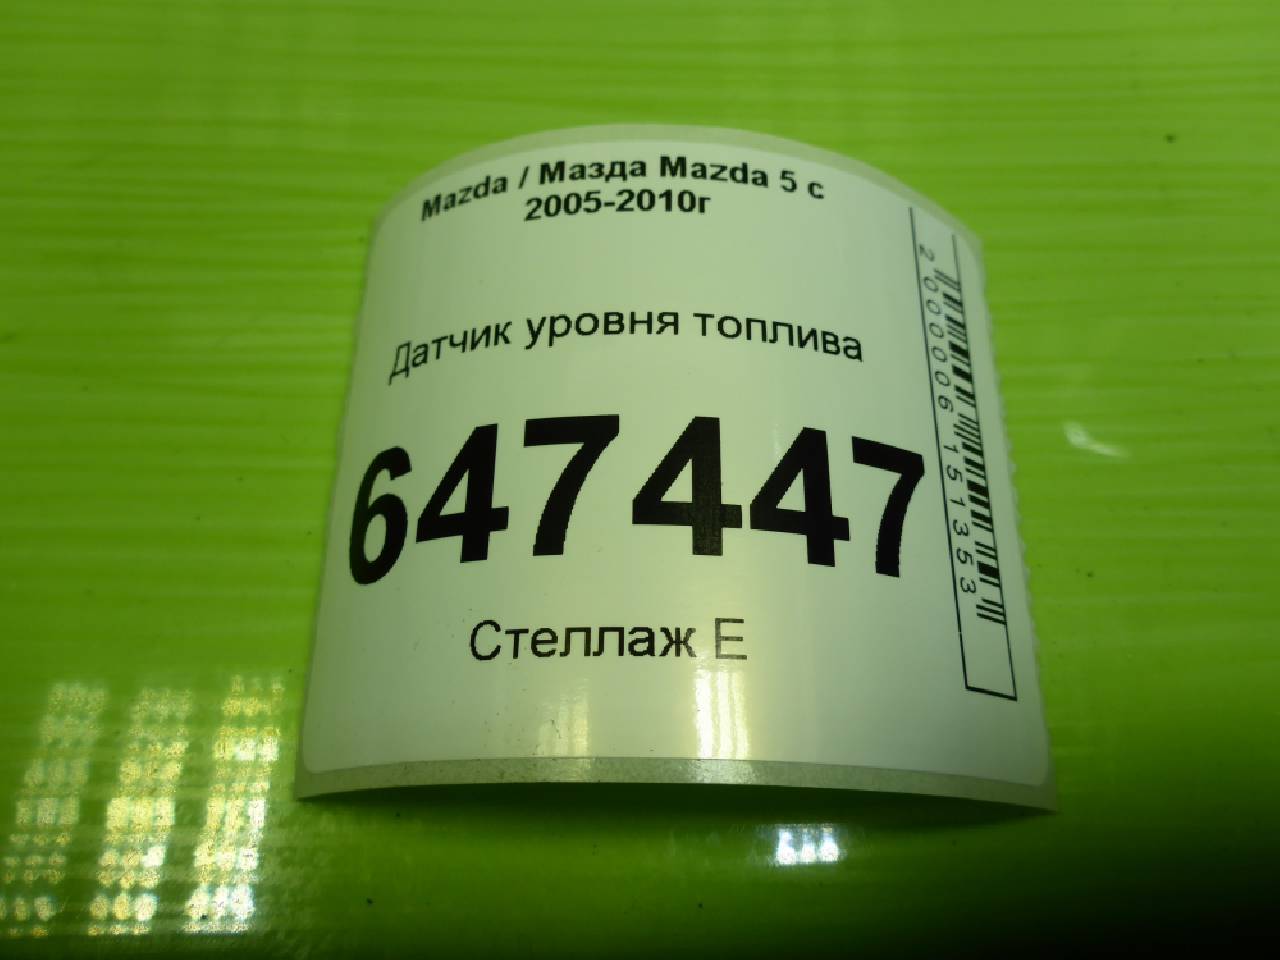 Mazda / Мазда Mazda 5 с
2005-2010г
Датчик уровня топлива
647447
Стеллаж Е
2000006151353